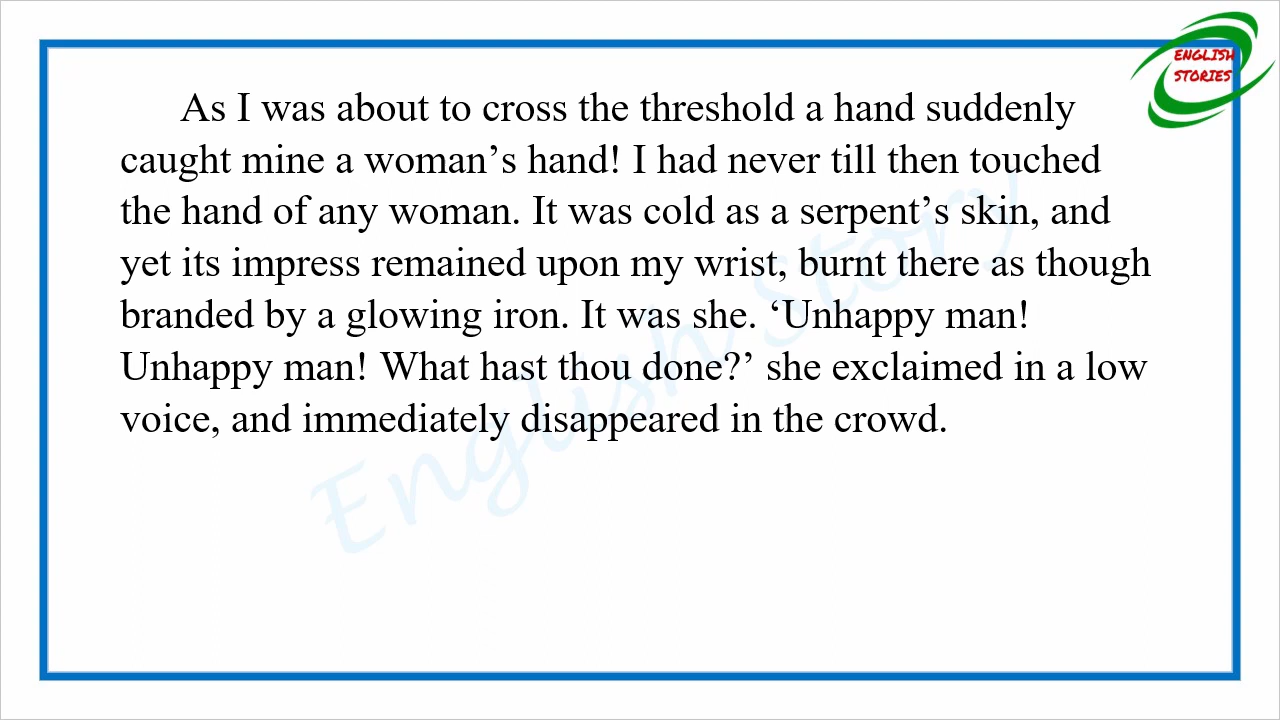 ENGLISH
STORIES
As I was about to cross the threshold a hand suddenly
caught mine a woman’s hand! I had never till then touched
the hand of any woman. It was cold as a serpent’s skin, and
yet its impress remained upon my wrist, burnt there as though
branded by a glowing iron. It was she. ‘Unhappy man!
Unhappy man! What hast thou done?’ she exclaimed in a low
voice, and immediately disappeared in the crowd.
English Story